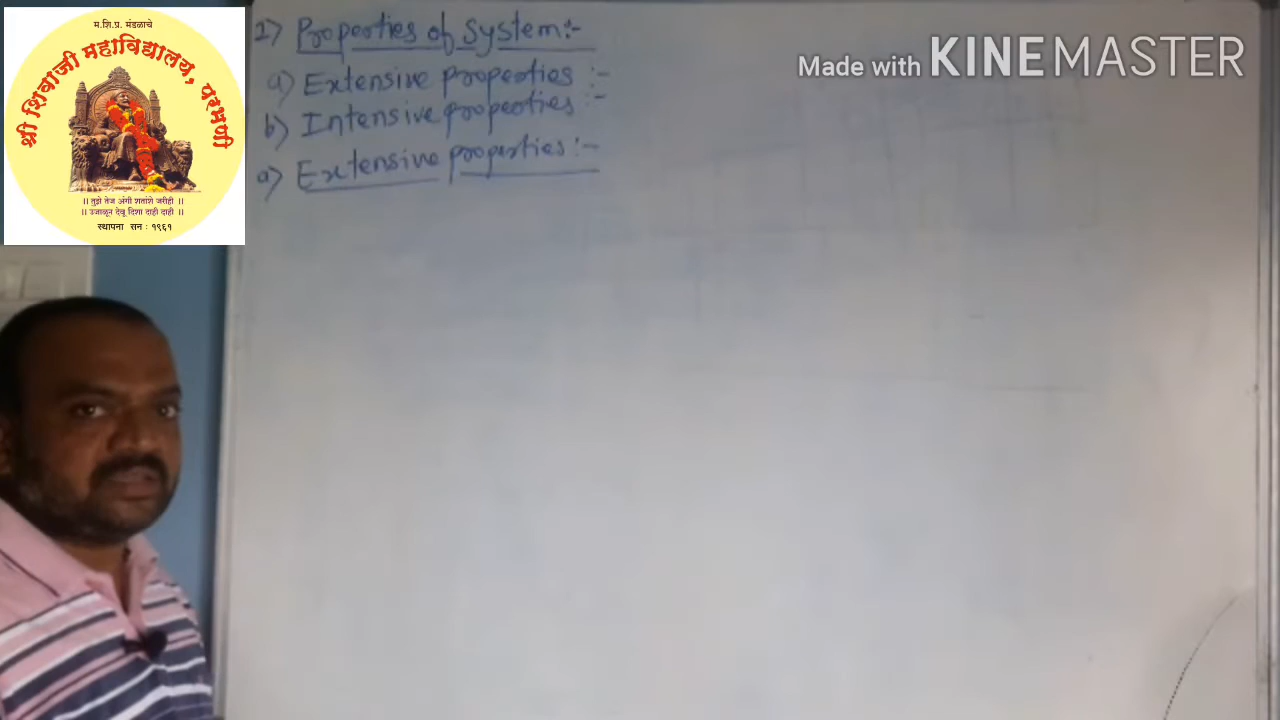 म.शि.प्र. मंडळाचे
श्री शिवाजी महाविद्यालय, परभणी
।। तुझे तेज अंगी शतांशे जरीही ।।
।। उजाळून देवू दिशा दाही दाही ।।
स्थापना सन : १९६१
Made with KINEMASTER
1) Properties of System:-
a) Extensive properties :-
b) Intensive properties :-
a) Extensive properties :-